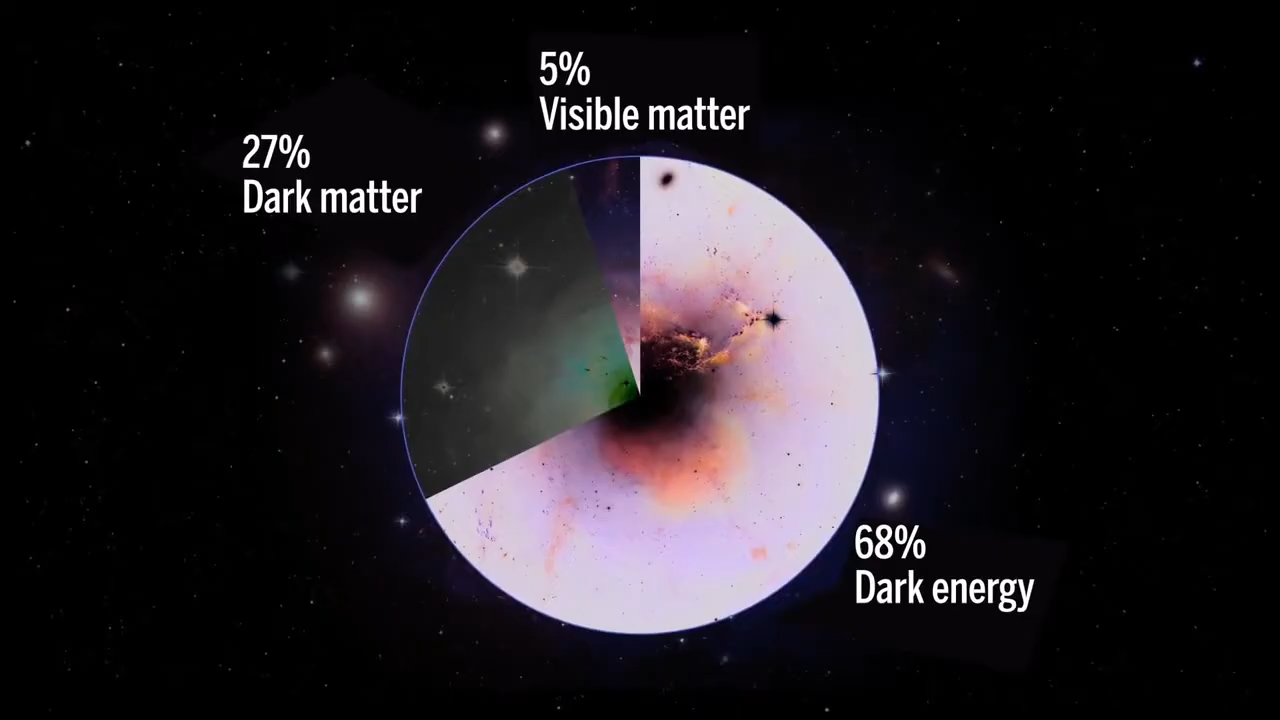 5%
Visible matter
27%
Dark matter
68%
Dark energy